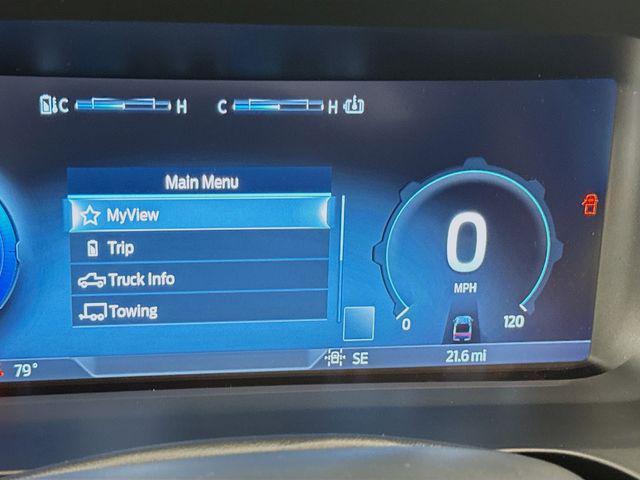 C H C H
Main Menu
MyView
Trip
Truck Info
Towing
0
MPH
0 120
79° SE 21.6 mi